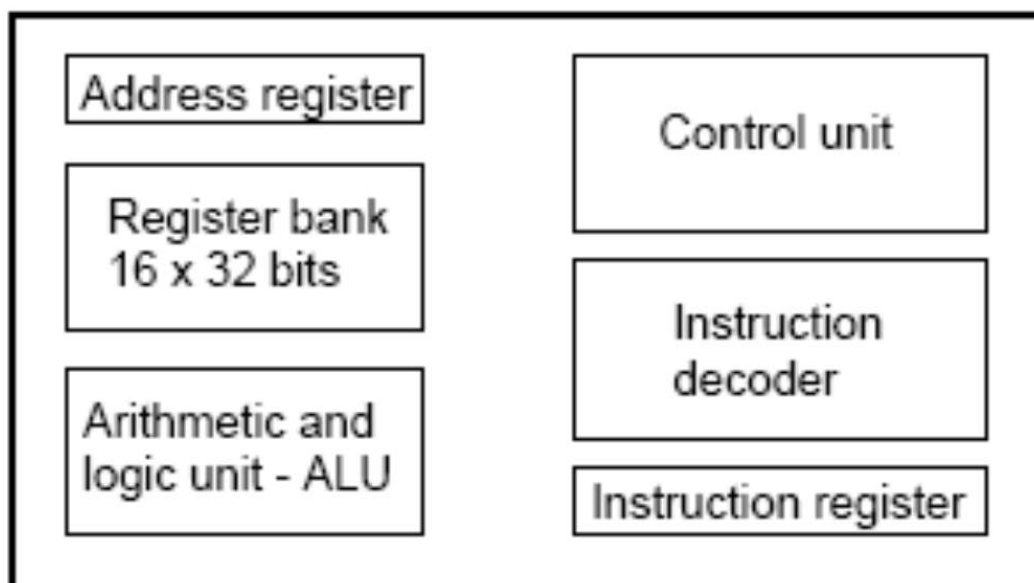 Address register
Register bank
16 x 32 bits
Arithmetic and
logic unit - ALU
Control unit
Instruction
decoder
Instruction register